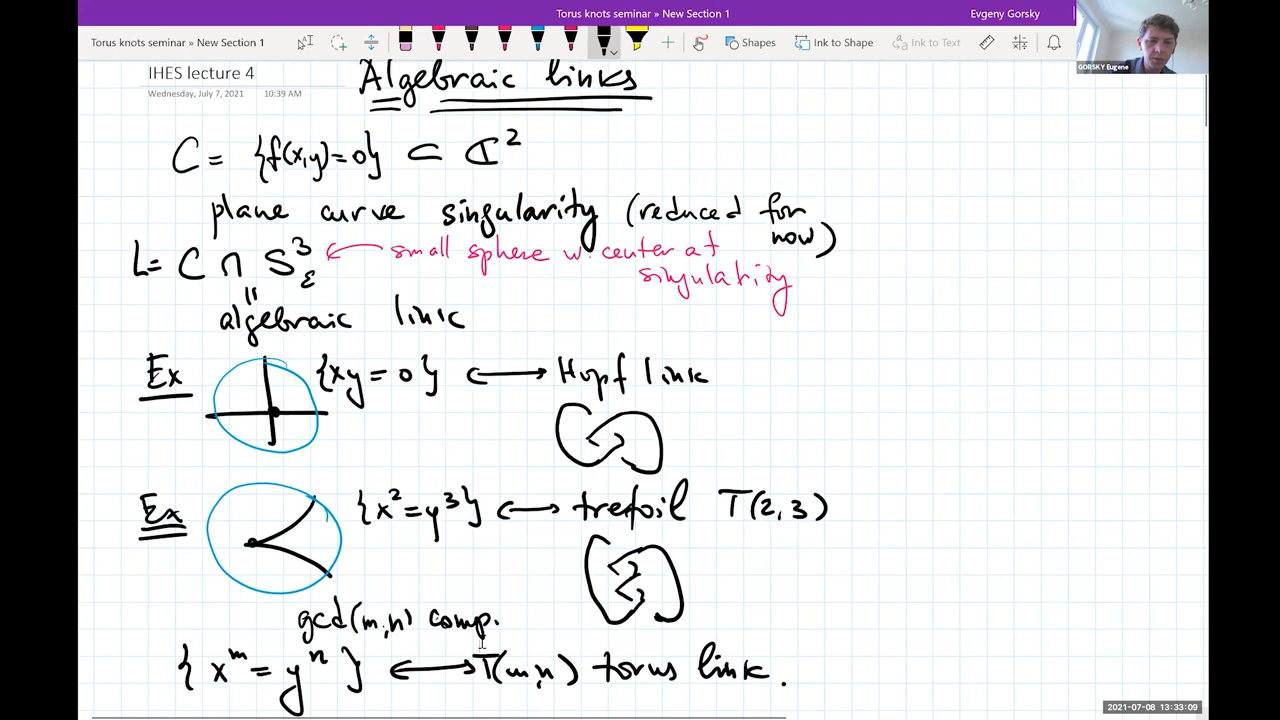 Torus knots seminar » New Section 1
Evgeny Gorsky
Torus knots seminar » New Section 1
Shapes
Ink to Shape
Ink to Text
GORSKY Eugene
IHES lecture 4
Wednesday, July 7, 2021 10:39 AM
Algebraic links
C = {f(x,y)=0} ⊂ ℂ²
plane curve singularity (reduced for now)
L = C ∩ S³_ε ← small sphere w. center at singularity
algebraic link
Ex {xy = 0} ⟷ Hopf link
Ex {x² = y³} ⟷ trefoil T(2,3)
gcd(m,n) comp.
{x^m = y^n} ⟷ T(m,n) torus link.
2021-07-08 13:33:09